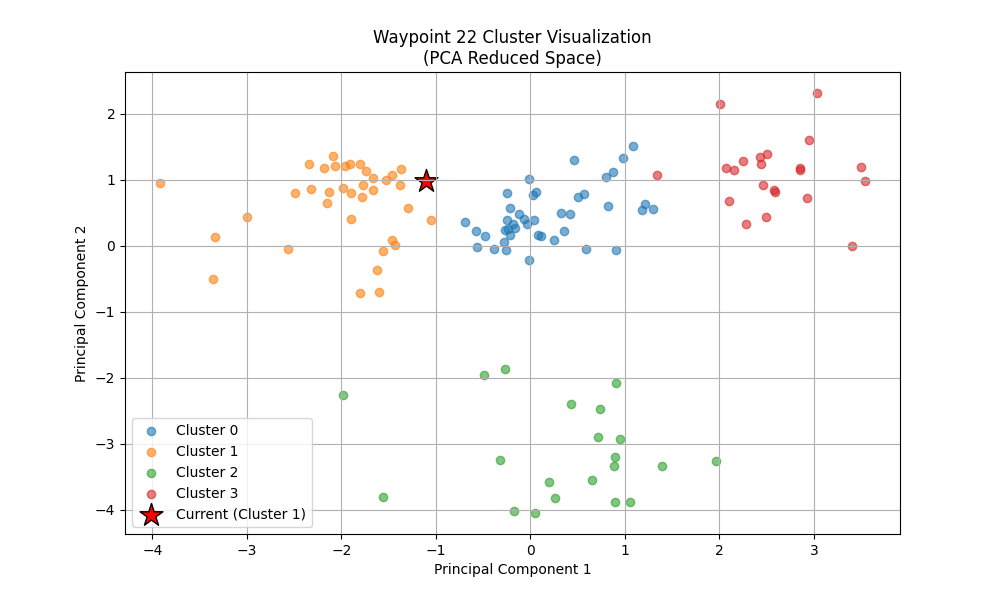 Waypoint 22 Cluster Visualization
(PCA Reduced Space)
Principal Component 2
2
1
0
−1
−2
−3
−4
Cluster 0
Cluster 1
Cluster 2
Cluster 3
Current (Cluster 1)
−4
−3
−2
−1
0
1
2
3
Principal Component 1